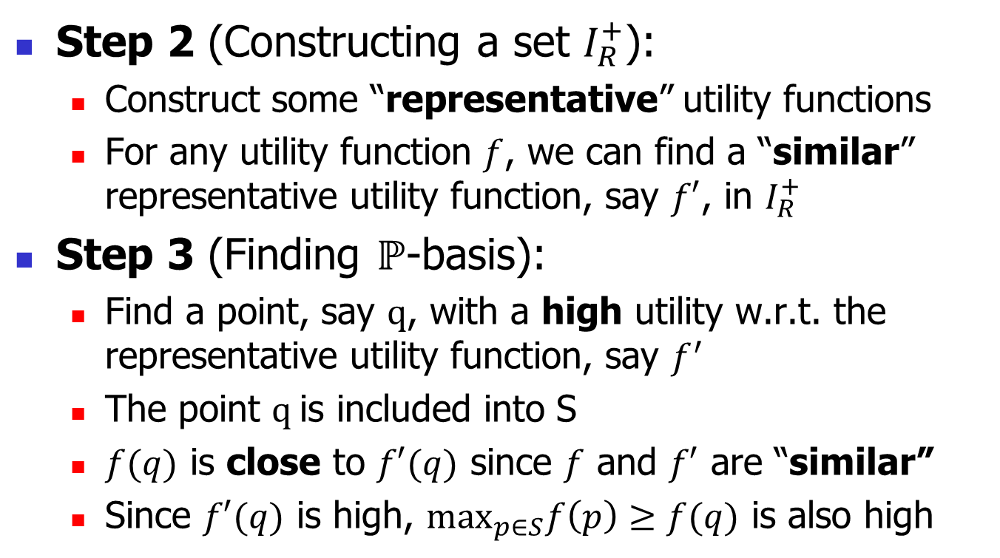 Step 2 (Constructing a set $I_R^+$):
Construct some “representative” utility functions
For any utility function $f$, we can find a “similar”
representative utility function, say $f'$, in $I_R^+$
Step 3 (Finding ℙ-basis):
Find a point, say q, with a high utility w.r.t. the
representative utility function, say $f'$
The point q is included into S
$f(q)$ is close to $f'(q)$ since $f$ and $f'$ are “similar”
Since $f'(q)$ is high, $\max_{p \in S} f(p) \geq f(q)$ is also high